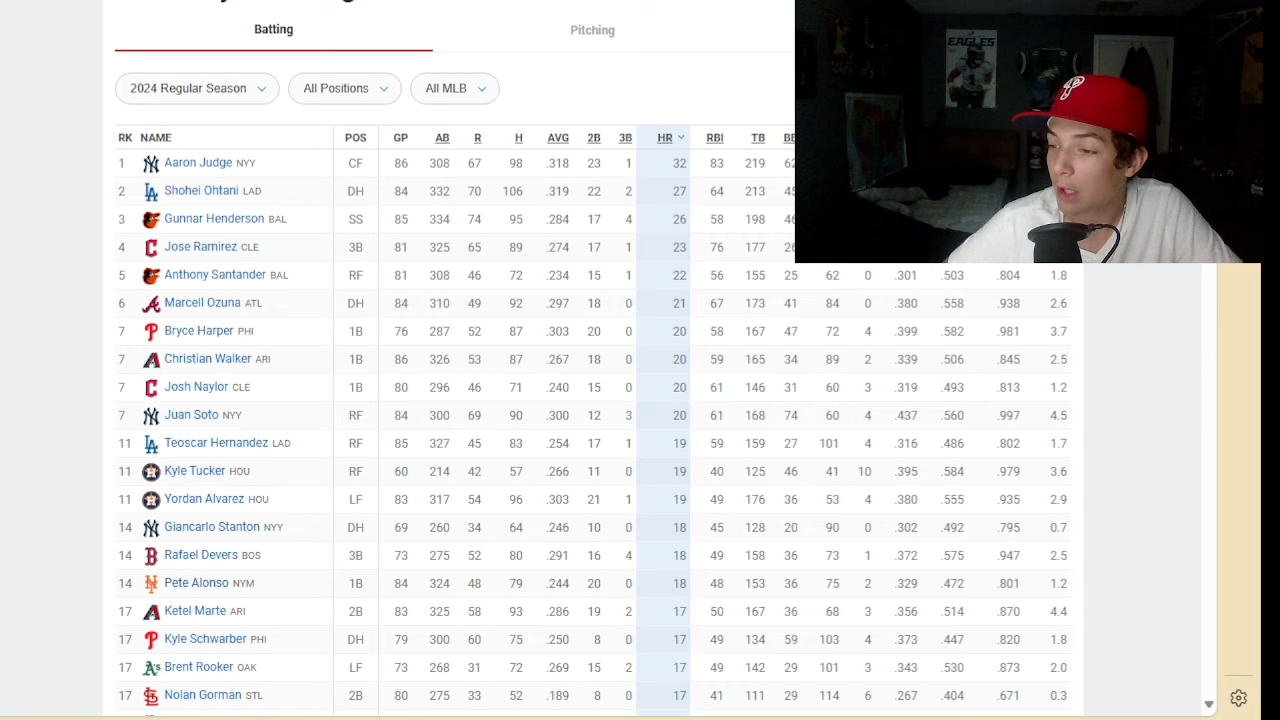 Batting Pitching
2024 Regular Season All Positions All MLB
RK NAME POS GP AB R H AVG 2B 3B HR RBI TB
1 Aaron Judge NYY CF 86 308 67 98 .318 23 1 32 83 219 62
2 Shohei Ohtani LAD DH 84 332 70 106 .319 22 2 27 64 213 45
3 Gunnar Henderson BAL SS 85 334 74 95 .284 17 4 26 58 198 46
4 Jose Ramirez CLE 3B 81 325 65 89 .274 17 1 23 76 177 26
5 Anthony Santander BAL RF 81 308 46 72 .234 15 1 22 56 155 25 62 0 .301 .503 .804 1.8
6 Marcell Ozuna ATL DH 84 310 49 92 .297 18 0 21 67 173 41 84 0 .380 .558 .938 2.6
7 Bryce Harper PHI 1B 76 287 52 87 .303 20 0 20 58 167 47 72 4 .399 .582 .981 3.7
7 Christian Walker ARI 1B 86 326 53 87 .267 18 0 20 59 165 34 89 2 .339 .506 .845 2.5
7 Josh Naylor CLE 1B 80 296 46 71 .240 15 0 20 61 146 31 60 3 .319 .493 .813 1.2
7 Juan Soto NYY RF 84 300 69 90 .300 12 3 20 61 168 74 60 4 .437 .560 .997 4.5
11 Teoscar Hernandez LAD RF 85 327 45 83 .254 17 1 19 59 159 27 101 4 .316 .486 .802 1.7
11 Kyle Tucker HOU RF 60 214 42 57 .266 11 0 19 40 125 46 41 10 .395 .584 .979 3.6
11 Yordan Alvarez HOU LF 83 317 54 96 .303 21 1 19 49 176 36 53 4 .380 .555 .935 2.9
14 Giancarlo Stanton NYY DH 69 260 34 64 .246 10 0 18 45 128 20 90 0 .302 .492 .795 0.7
14 Rafael Devers BOS 3B 73 275 52 80 .291 16 4 18 49 158 36 73 1 .372 .575 .947 2.5
14 Pete Alonso NYM 1B 84 324 48 79 .244 20 0 18 48 153 36 75 2 .329 .472 .801 1.2
17 Ketel Marte ARI 2B 83 325 58 93 .286 19 2 17 50 167 36 68 3 .356 .514 .870 4.4
17 Kyle Schwarber PHI DH 79 300 60 75 .250 8 0 17 49 134 59 103 4 .373 .447 .820 1.8
17 Brent Rooker OAK LF 73 268 31 72 .269 15 2 17 49 142 29 101 3 .343 .530 .873 2.0
17 Nolan Gorman STL 2B 80 275 33 52 .189 8 0 17 41 111 29 114 6 .267 .404 .671 0.3
EAGLES